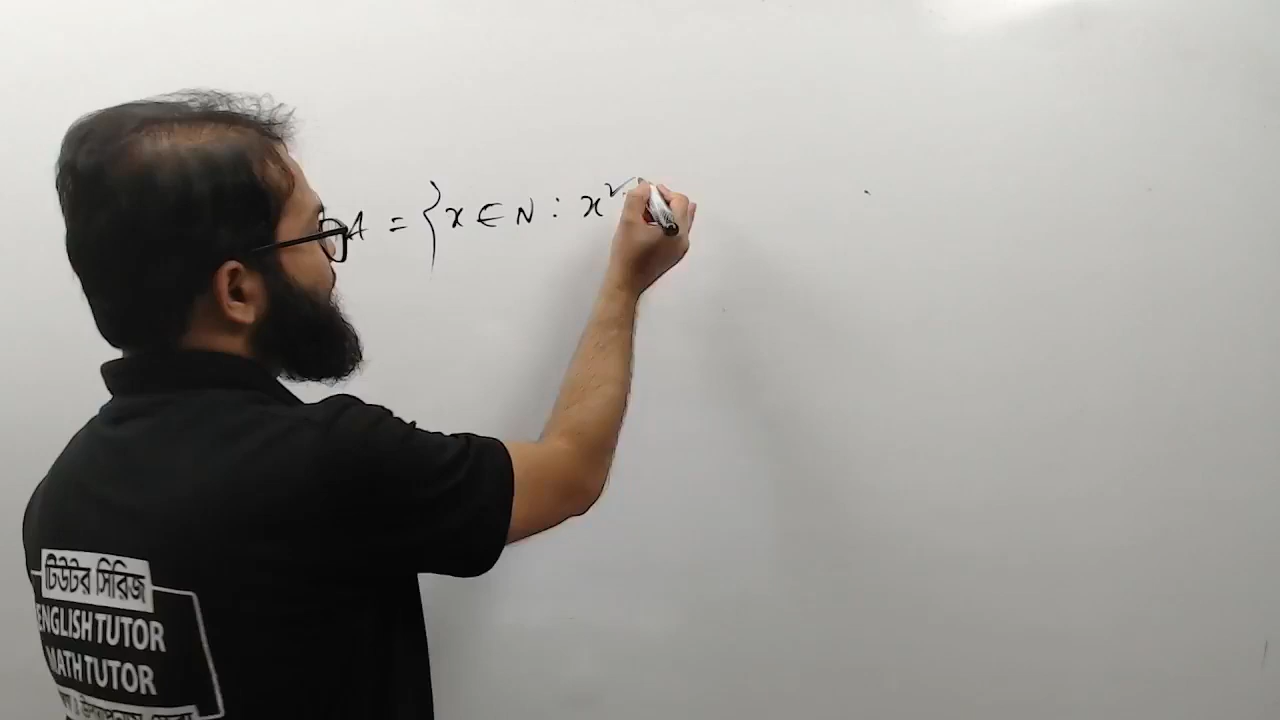 A = { x ∈ N : x²
টিউটর সিরিজ
ENGLISH TUTOR
MATH TUTOR